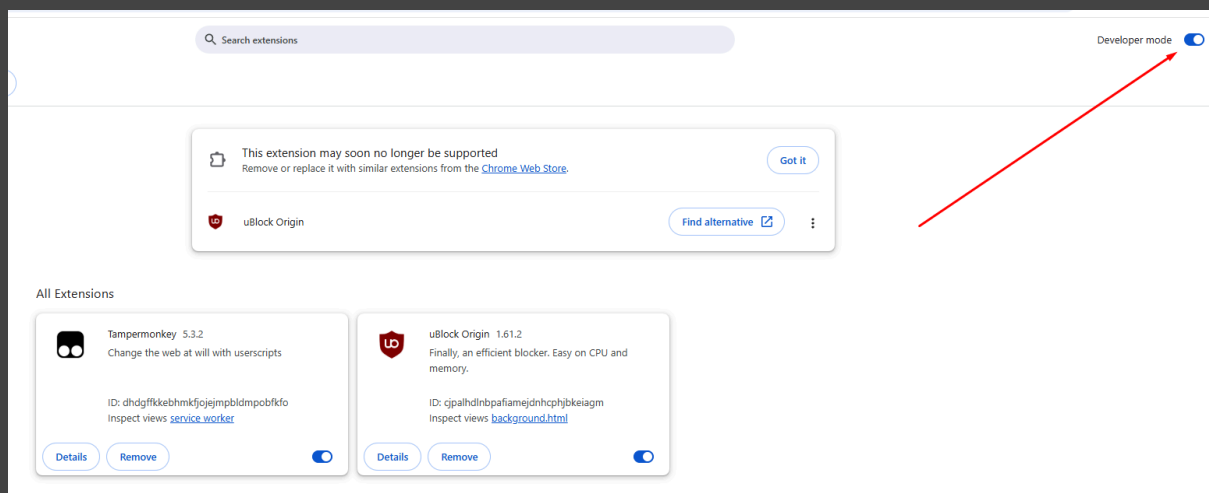 Search extensions
Developer mode
This extension may soon no longer be supported
Remove or replace it with similar extensions from the Chrome Web Store.
Got it
uBlock Origin
Find alternative
All Extensions
Tampermonkey 5.3.2
Change the web at will with userscripts
ID: dhdgffkkebhmkfjojejmpbldmpobfkfo
Inspect views service worker
Details
Remove
uBlock Origin 1.61.2
Finally, an efficient blocker. Easy on CPU and
memory.
ID: cjpalhdlnbpafiamejdnhcphjbkeiagm
Inspect views background.html
Details
Remove